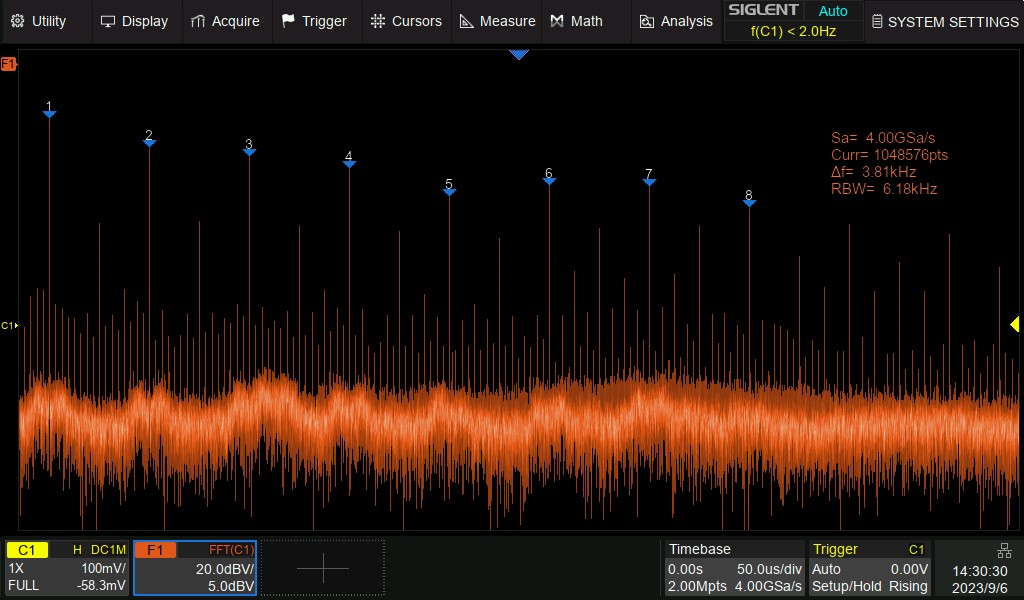 Utility Display Acquire Trigger Cursors Measure Math Analysis SIGLENT Auto SYSTEM SETTINGS
f(C1) < 2.0Hz
F1
1
2
3
4
5
6
7
8
Sa= 4.00GSa/s
Curr= 1048576pts
Δf= 3.81kHz
RBW= 6.18kHz
C1
C1 H DC1M
1X 100mV/
FULL -58.3mV
F1 FFT(C1)
20.0dBV/
5.0dBV
Timebase
0.00s 50.0us/div
2.00Mpts 4.00GSa/s
Trigger C1
Auto 0.00V
Setup/Hold Rising
14:30:30
2023/9/6